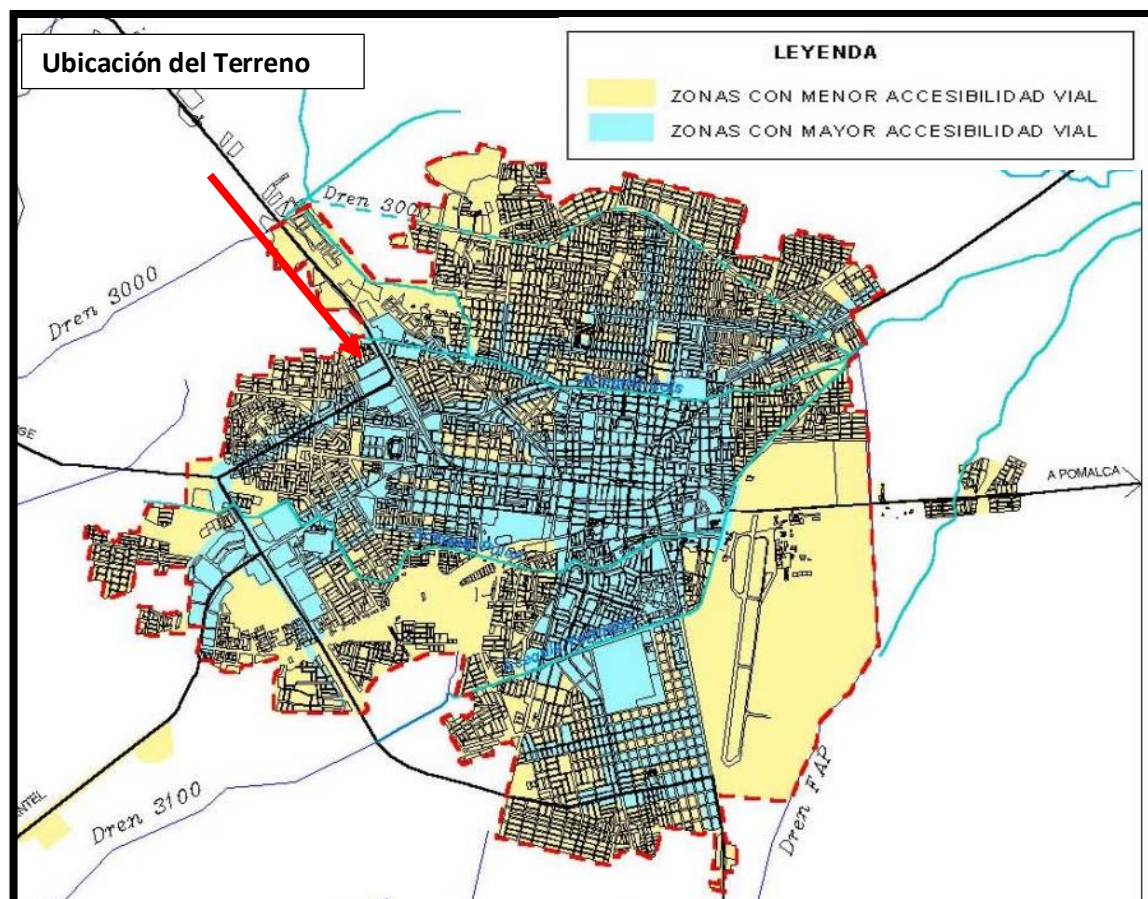 Ubicación del Terreno
LEYENDA
ZONAS CON MENOR ACCESIBILIDAD VIAL
ZONAS CON MAYOR ACCESIBILIDAD VIAL
Dren 3000
Dren 3000
A POMALCA
Dren 3100
Dren FAP